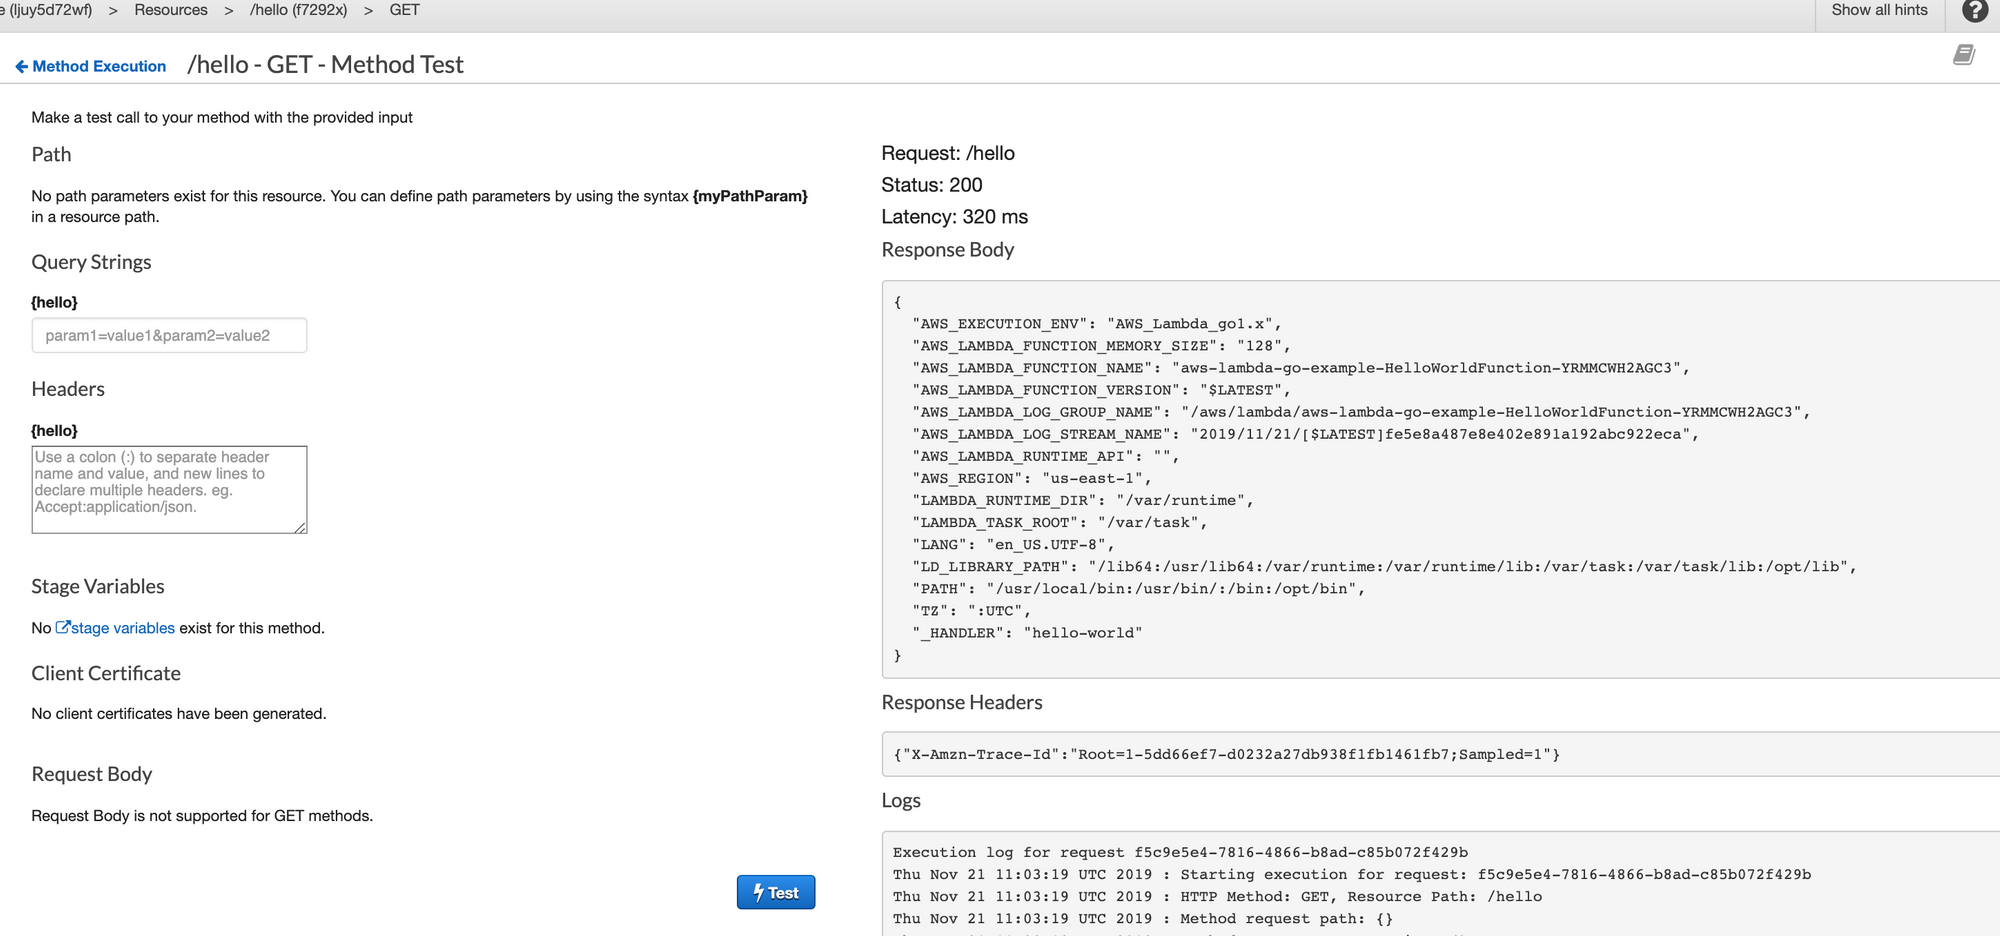 e (ljuy5d72wf) > Resources > /hello (f7292x) > GET
Show all hints
?
Method Execution /hello - GET - Method Test
Make a test call to your method with the provided input
Path
No path parameters exist for this resource. You can define path parameters by using the syntax {myPathParam}
in a resource path.
Query Strings
{hello}
param1=value1&param2=value2
Headers
{hello}
Use a colon (:) to separate header
name and value, and new lines to
declare multiple headers. eg.
Accept:application/json.
Stage Variables
No stage variables exist for this method.
Client Certificate
No client certificates have been generated.
Request Body
Request Body is not supported for GET methods.
Test
Request: /hello
Status: 200
Latency: 320 ms
Response Body
{
"AWS_EXECUTION_ENV": "AWS_Lambda_go1.x",
"AWS_LAMBDA_FUNCTION_MEMORY_SIZE": "128",
"AWS_LAMBDA_FUNCTION_NAME": "aws-lambda-go-example-HelloWorldFunction-YRMMCWH2AGC3",
"AWS_LAMBDA_FUNCTION_VERSION": "$LATEST",
"AWS_LAMBDA_LOG_GROUP_NAME": "/aws/lambda/aws-lambda-go-example-HelloWorldFunction-YRMMCWH2AGC3",
"AWS_LAMBDA_LOG_STREAM_NAME": "2019/11/21/[$LATEST]fe5e8a487e8e402e891a192abc922eca",
"AWS_LAMBDA_RUNTIME_API": "",
"AWS_REGION": "us-east-1",
"LAMBDA_RUNTIME_DIR": "/var/runtime",
"LAMBDA_TASK_ROOT": "/var/task",
"LANG": "en_US.UTF-8",
"LD_LIBRARY_PATH": "/lib64:/usr/lib64:/var/runtime:/var/runtime/lib:/var/task:/var/task/lib:/opt/lib",
"PATH": "/usr/local/bin:/usr/bin/:/bin:/opt/bin",
"TZ": ":UTC",
"_HANDLER": "hello-world"
}
Response Headers
{"X-Amzn-Trace-Id":"Root=1-5dd66ef7-d0232a27db938f1fb1461fb7;Sampled=1"}
Logs
Execution log for request f5c9e5e4-7816-4866-b8ad-c85b072f429b
Thu Nov 21 11:03:19 UTC 2019 : Starting execution for request: f5c9e5e4-7816-4866-b8ad-c85b072f429b
Thu Nov 21 11:03:19 UTC 2019 : HTTP Method: GET, Resource Path: /hello
Thu Nov 21 11:03:19 UTC 2019 : Method request path: {}